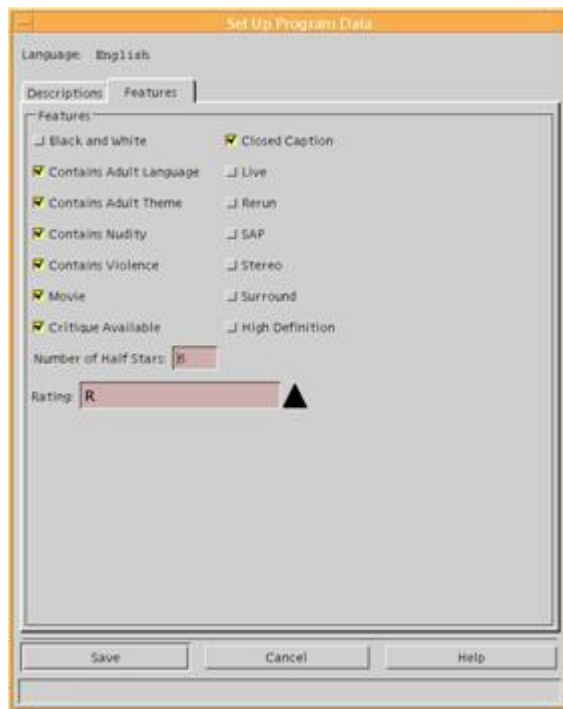 Set Up Program Data
Language: English
Descriptions Features
Features
Black and White
Closed Caption
Contains Adult Language
Live
Contains Adult Theme
Rerun
Contains Nudity
SAP
Contains Violence
Stereo
Movie
Surround
Critique Available
High Definition
Number of Half Stars: 6
Rating: R
Save Cancel Help